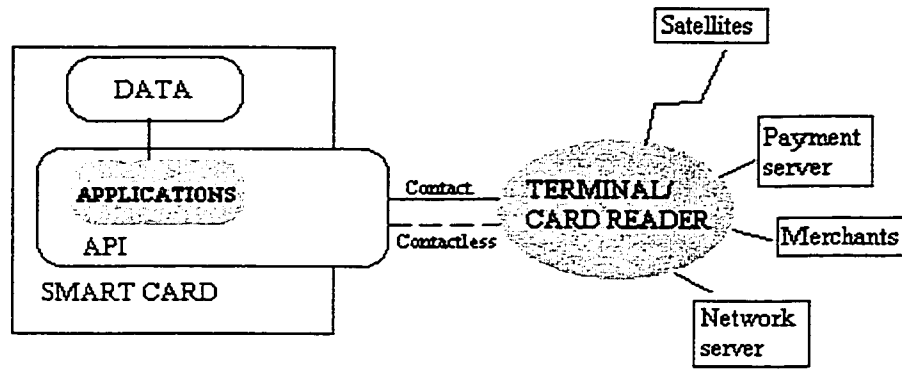 Satellites
DATA
Payment
server
APPLICATIONS
Contact
TERMINAL/
CARD READER
Contactless
Merchants
API
SMART CARD
Network
server